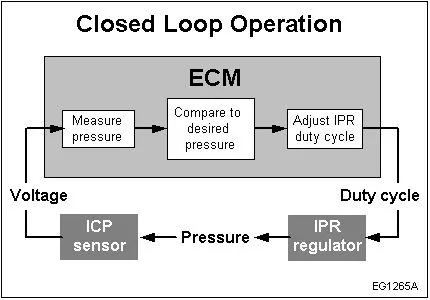 Closed Loop Operation
ECM
Measure
pressure
Compare to
desired
pressure
Adjust IPR
duty cycle
Voltage
Duty cycle
ICP
sensor
Pressure
IPR
regulator
EG1265A